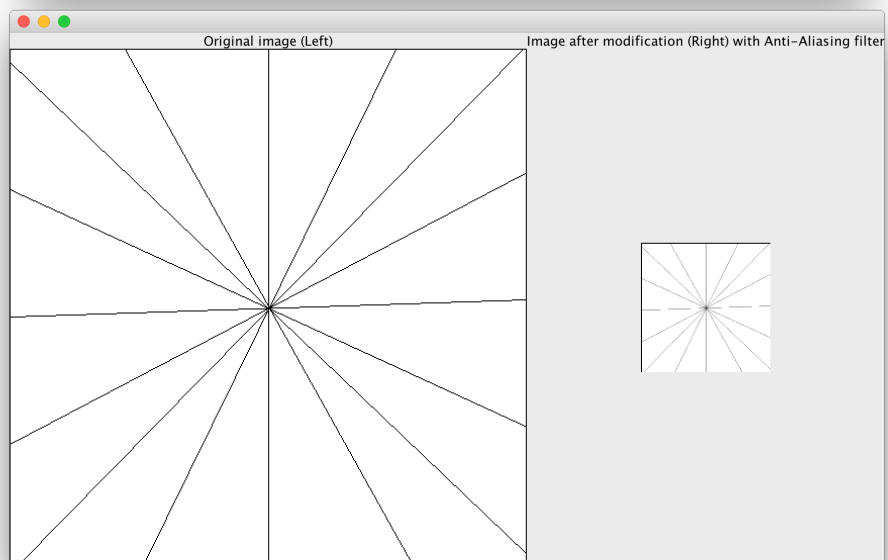 Original image (Left)
Image after modification (Right) with Anti-Aliasing filter